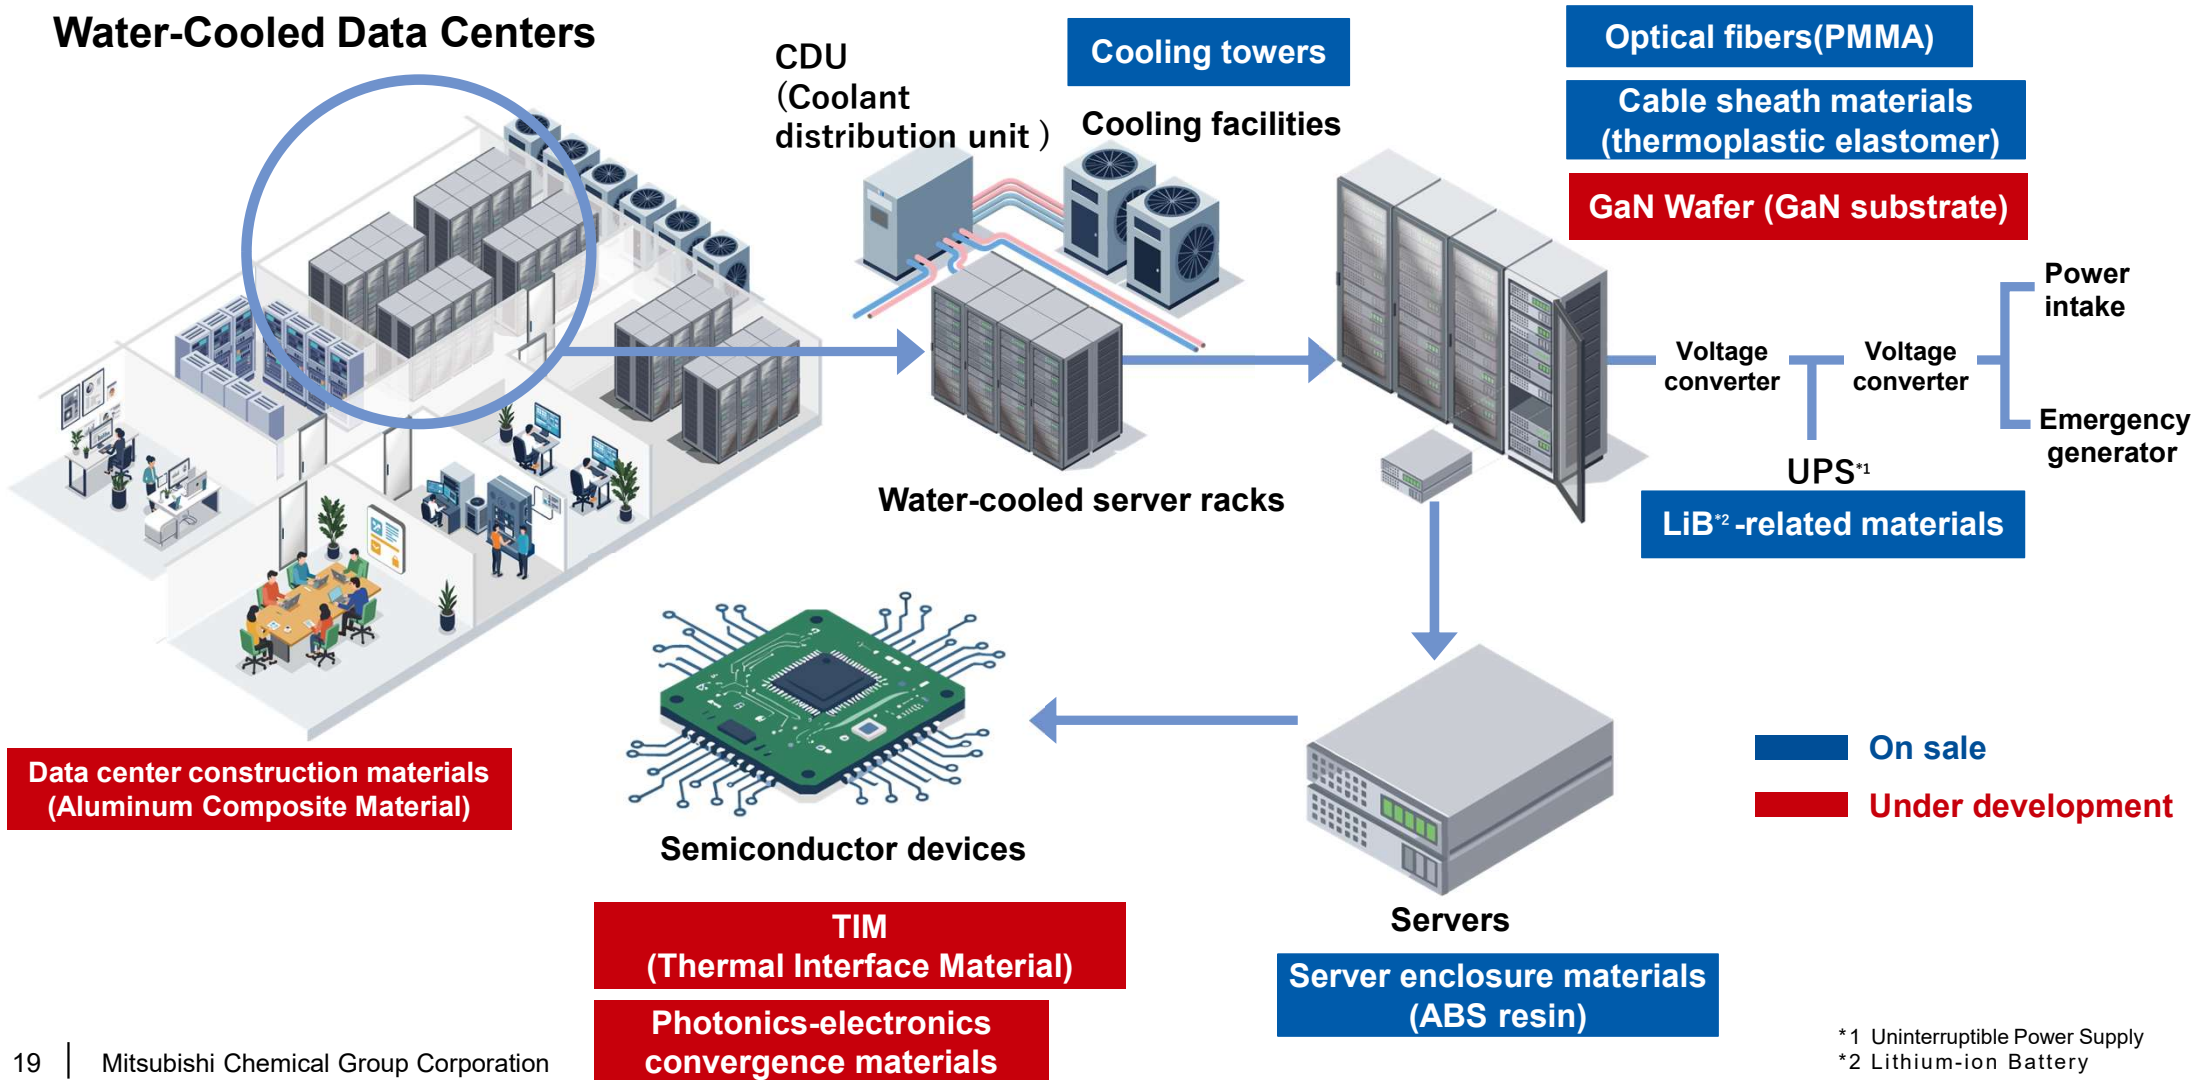 Water-Cooled Data Centers
CDU
（Coolant
distribution unit ）
Cooling towers
Cooling facilities
Optical fibers(PMMA)
Cable sheath materials
(thermoplastic elastomer)
GaN Wafer (GaN substrate)
Power
intake
Voltage
converter
Voltage
converter
Emergency
generator
UPS*1
LiB*2 -related materials
Water-cooled server racks
Data center construction materials
(Aluminum Composite Material)
Semiconductor devices
TIM
(Thermal Interface Material)
Photonics-electronics
convergence materials
Servers
Server enclosure materials
(ABS resin)
On sale
Under development
*1 Uninterruptible Power Supply
*2 Lithium-ion Battery
19
Mitsubishi Chemical Group Corporation